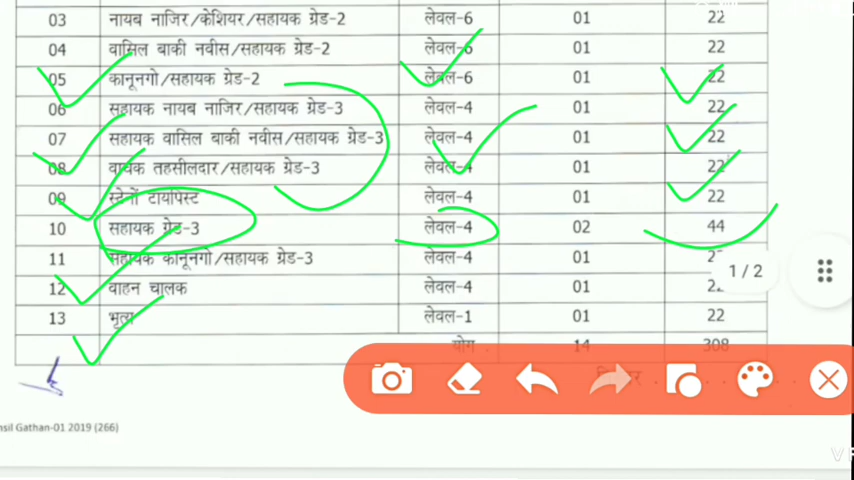 03 नायब नाजिर/केशियर/सहायक ग्रेड-2 लेवल-6 01 22
04 वासिल बाकी नवीस/सहायक ग्रेड-2 लेवल-6 01 22
05 कानूनगो/सहायक ग्रेड-2 लेवल-6 01 22
06 सहायक नायब नाजिर/सहायक ग्रेड-3 लेवल-4 01 22
07 सहायक वासिल बाकी नवीस/सहायक ग्रेड-3 लेवल-4 01 22
08 वाचक तहसीलदार/सहायक ग्रेड-3 लेवल-4 01 22
09 स्टेनों टायपिस्ट लेवल-4 01 22
10 सहायक ग्रेड-3 लेवल-4 02 44
11 सहायक कानूनगो/सहायक ग्रेड-3 लेवल-4 01
1 / 2
12 वाहन चालक लेवल-4 01
13 भृत्य लेवल-1 01 22
योग 14 308
Gathan-01 2019 (266)